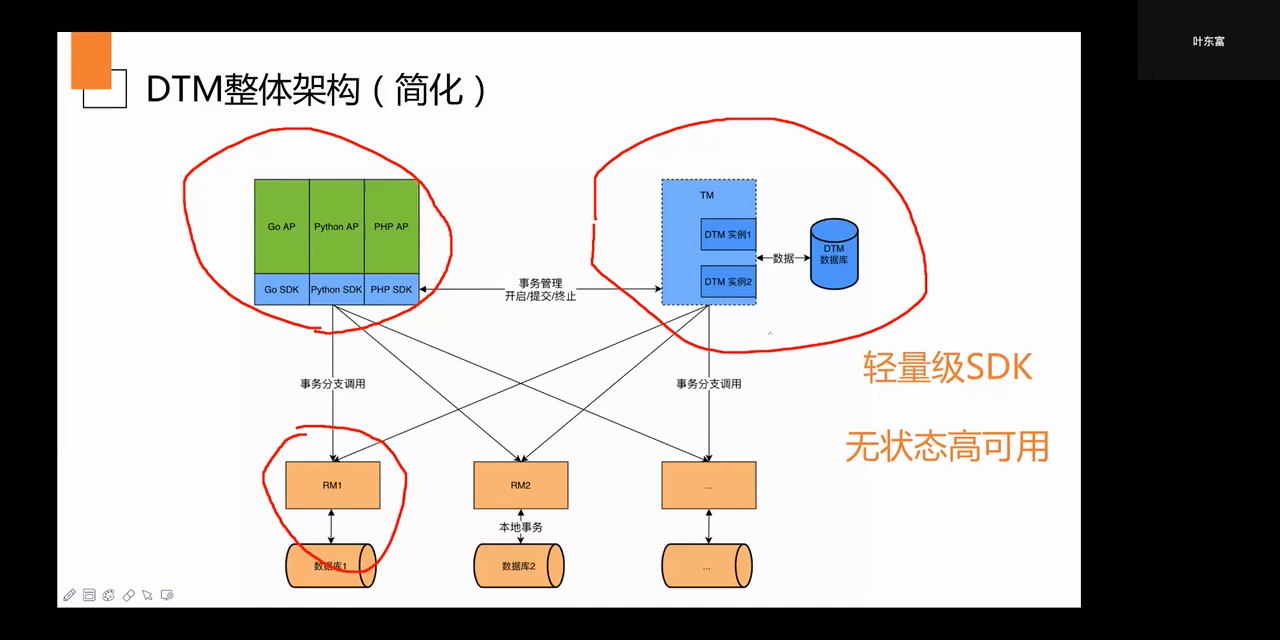 叶东富
DTM整体架构（简化）
Go AP
Python AP
PHP AP
Go SDK
Python SDK
PHP SDK
事务管理
开启/提交/终止
TM
DTM 实例1
DTM 实例2
数据
DTM
数据库
轻量级SDK
事务分支调用
事务分支调用
无状态高可用
RM1
RM2
...
本地事务
数据库1
数据库2
...